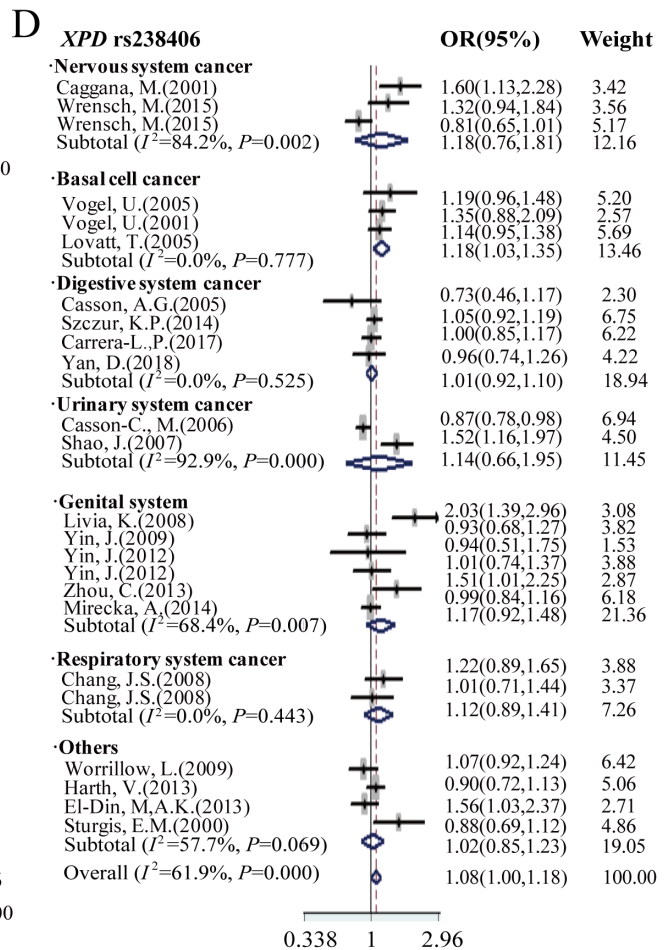 D
XPD rs238406 OR(95%) Weight
·Nervous system cancer
Caggana, M.(2001) 1.60(1.13,2.28) 3.42
Wrensch, M.(2015) 1.32(0.94,1.84) 3.56
Wrensch, M.(2015) 0.81(0.65,1.01) 5.17
Subtotal (I²=84.2%, P=0.002) 1.18(0.76,1.81) 12.16
·Basal cell cancer
Vogel, U.(2005) 1.19(0.96,1.48) 5.20
Vogel, U.(2001) 1.35(0.88,2.09) 2.57
Lovatt, T.(2005) 1.14(0.95,1.38) 5.69
Subtotal (I²=0.0%, P=0.777) 1.18(1.03,1.35) 13.46
·Digestive system cancer
Casson, A.G.(2005) 0.73(0.46,1.17) 2.30
Szczur, K.P.(2014) 1.05(0.92,1.19) 6.75
Carrera-L.,P.(2017) 1.00(0.85,1.17) 6.22
Yan, D.(2018) 0.96(0.74,1.26) 4.22
Subtotal (I²=0.0%, P=0.525) 1.01(0.92,1.10) 18.94
·Urinary system cancer
Casson-C., M.(2006) 0.87(0.78,0.98) 6.94
Shao, J.(2007) 1.52(1.16,1.97) 4.50
Subtotal (I²=92.9%, P=0.000) 1.14(0.66,1.95) 11.45
·Genital system
Livia, K.(2008) 2.03(1.39,2.96) 3.08
Yin, J.(2009) 0.93(0.68,1.27) 3.82
Yin, J.(2012) 0.94(0.51,1.75) 1.53
Yin, J.(2012) 1.01(0.74,1.37) 3.88
Zhou, C.(2013) 1.51(1.01,2.25) 2.87
Mirecka, A.(2014) 0.99(0.84,1.16) 6.18
Subtotal (I²=68.4%, P=0.007) 1.17(0.92,1.48) 21.36
·Respiratory system cancer
Chang, J.S.(2008) 1.22(0.89,1.65) 3.88
Chang, J.S.(2008) 1.01(0.71,1.44) 3.37
Subtotal (I²=0.0%, P=0.443) 1.12(0.89,1.41) 7.26
·Others
Worrillow, L.(2009) 1.07(0.92,1.24) 6.42
Harth, V.(2013) 0.90(0.72,1.13) 5.06
El-Din, M,A.K.(2013) 1.56(1.03,2.37) 2.71
Sturgis, E.M.(2000) 0.88(0.69,1.12) 4.86
Subtotal (I²=57.7%, P=0.069) 1.02(0.85,1.23) 19.05
Overall (I²=61.9%, P=0.000) 1.08(1.00,1.18) 100.00
0.338 1 2.96